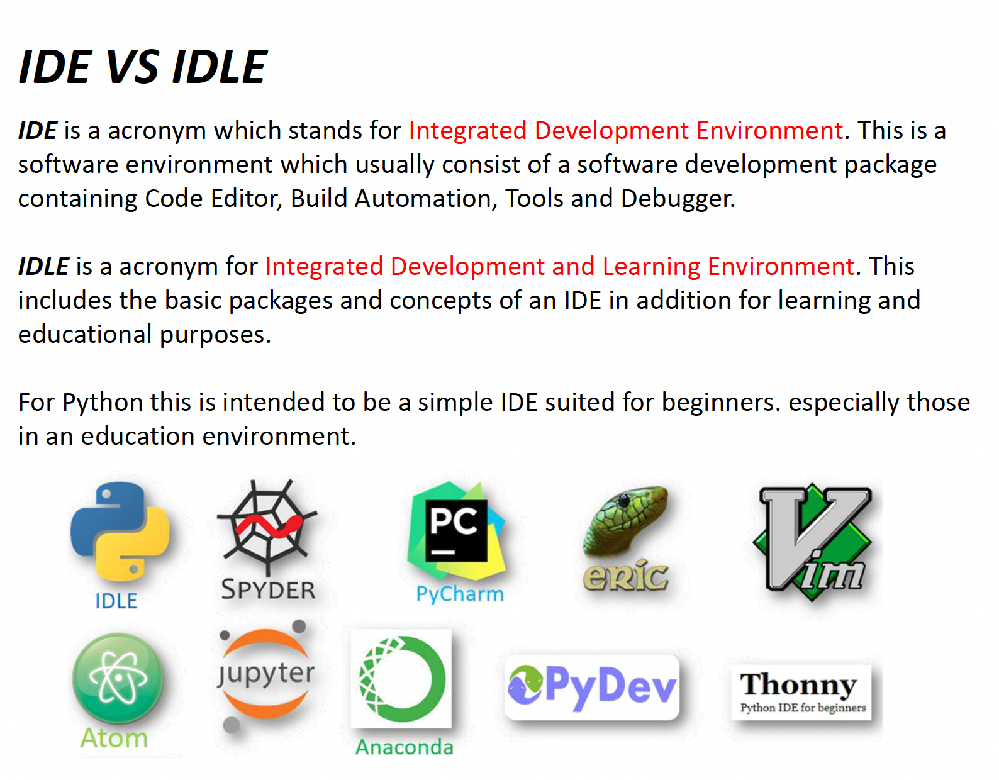 IDE VS IDLE
IDE is a acronym which stands for Integrated Development Environment. This is a
software environment which usually consist of a software development package
containing Code Editor, Build Automation, Tools and Debugger.
IDLE is a acronym for Integrated Development and Learning Environment. This
includes the basic packages and concepts of an IDE in addition for learning and
educational purposes.
For Python this is intended to be a simple IDE suited for beginners. especially those
in an education environment.
IDLE
SPYDER
PC
PyCharm
eric
Vim
Atom
jupyter
Anaconda
PyDev
Thonny
Python IDE for beginners